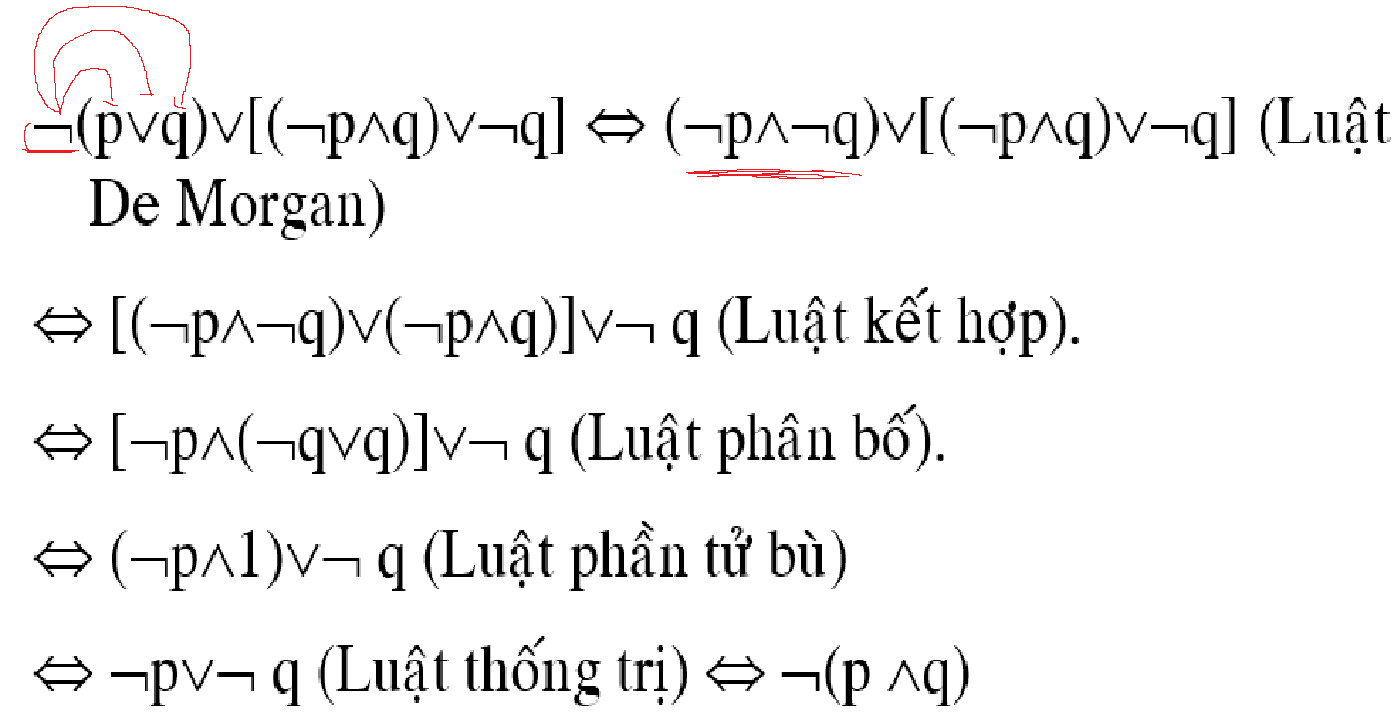 ¬(p∨q)∨[(¬p∧q)∨¬q] ⇔ (¬p∧¬q)∨[(¬p∧q)∨¬q] (Luật
De Morgan)
⇔ [(¬p∧¬q)∨(¬p∧q)]∨¬ q (Luật kết hợp).
⇔ [¬p∧(¬q∨q)]∨¬ q (Luật phân bố).
⇔ (¬p∧1)∨¬ q (Luật phần tử bù)
⇔ ¬p∨¬ q (Luật thống trị) ⇔ ¬(p ∧q)